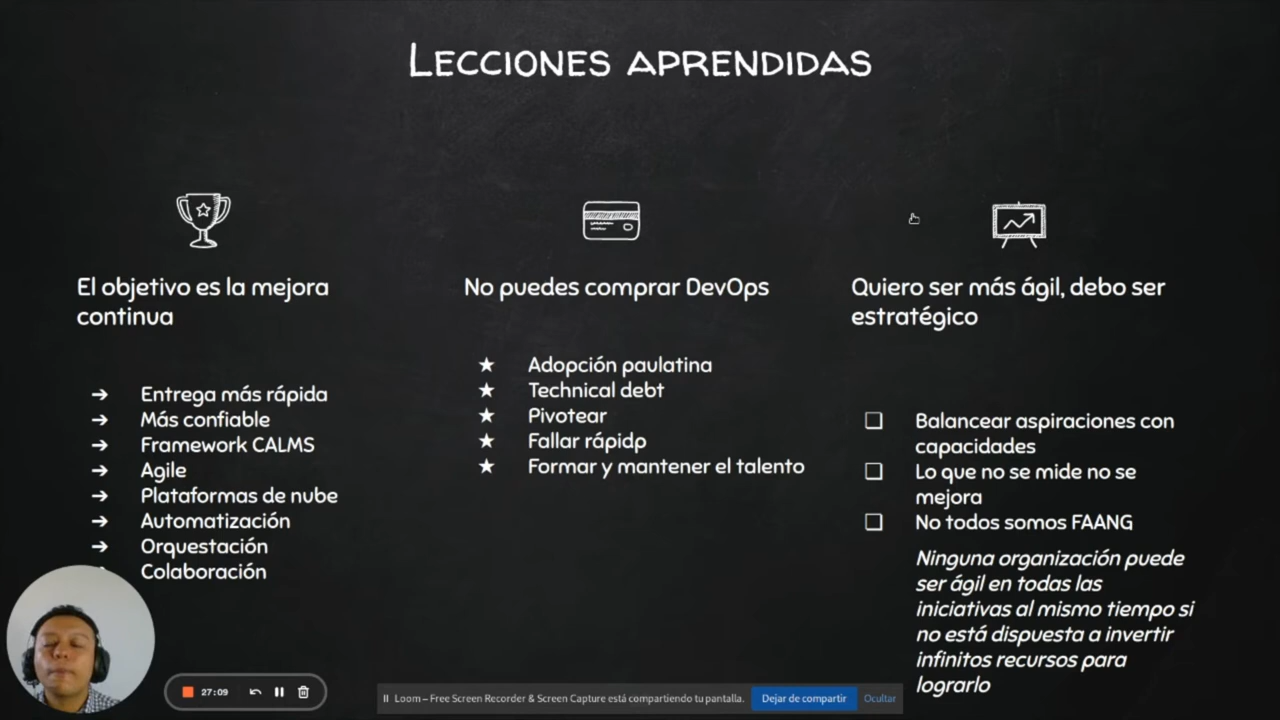 LECCIONES APRENDIDAS
El objetivo es la mejora
continua
➔ Entrega más rápida
➔ Más confiable
➔ Framework CALMS
➔ Agile
➔ Plataformas de nube
➔ Automatización
➔ Orquestación
Colaboración
No puedes comprar DevOps
★ Adopción paulatina
★ Technical debt
★ Pivotear
★ Fallar rápidp
★ Formar y mantener el talento
Quiero ser más ágil, debo ser
estratégico
❏ Balancear aspiraciones con
capacidades
❏ Lo que no se mide no se
mejora
❏ No todos somos FAANG
Ninguna organización puede
ser ágil en todas las
iniciativas al mismo tiempo si
no está dispuesta a invertir
infinitos recursos para
lograrlo
27:09
Loom – Free Screen Recorder & Screen Capture está compartiendo tu pantalla. Dejar de compartir Ocultar